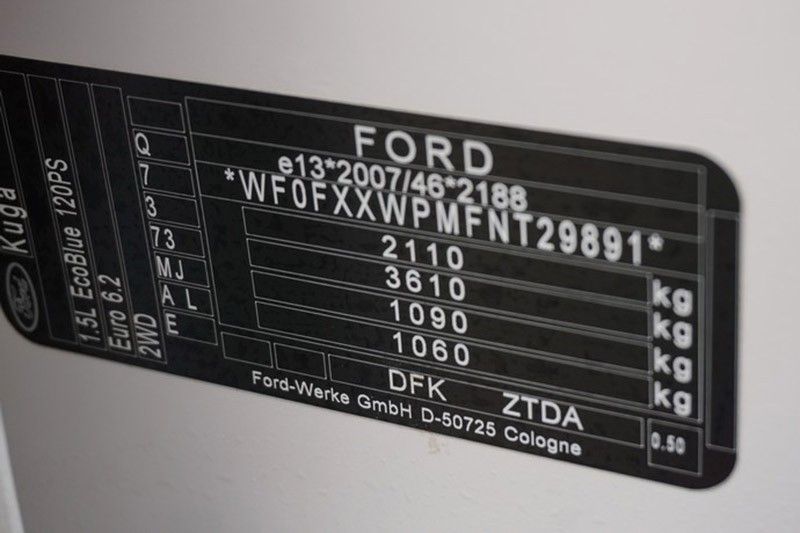 FORD
e13*2007/46*2188
*WF0FXXWPMFNT29891*
2110 kg
3610 kg
1090 kg
1060 kg
DFK ZTDA
0.50
Ford-Werke GmbH D-50725 Cologne
Q
7
3
73
MJ
A L
E
2WD
Euro 6.2
1.5L EcoBlue 120PS
Kuga
Ford